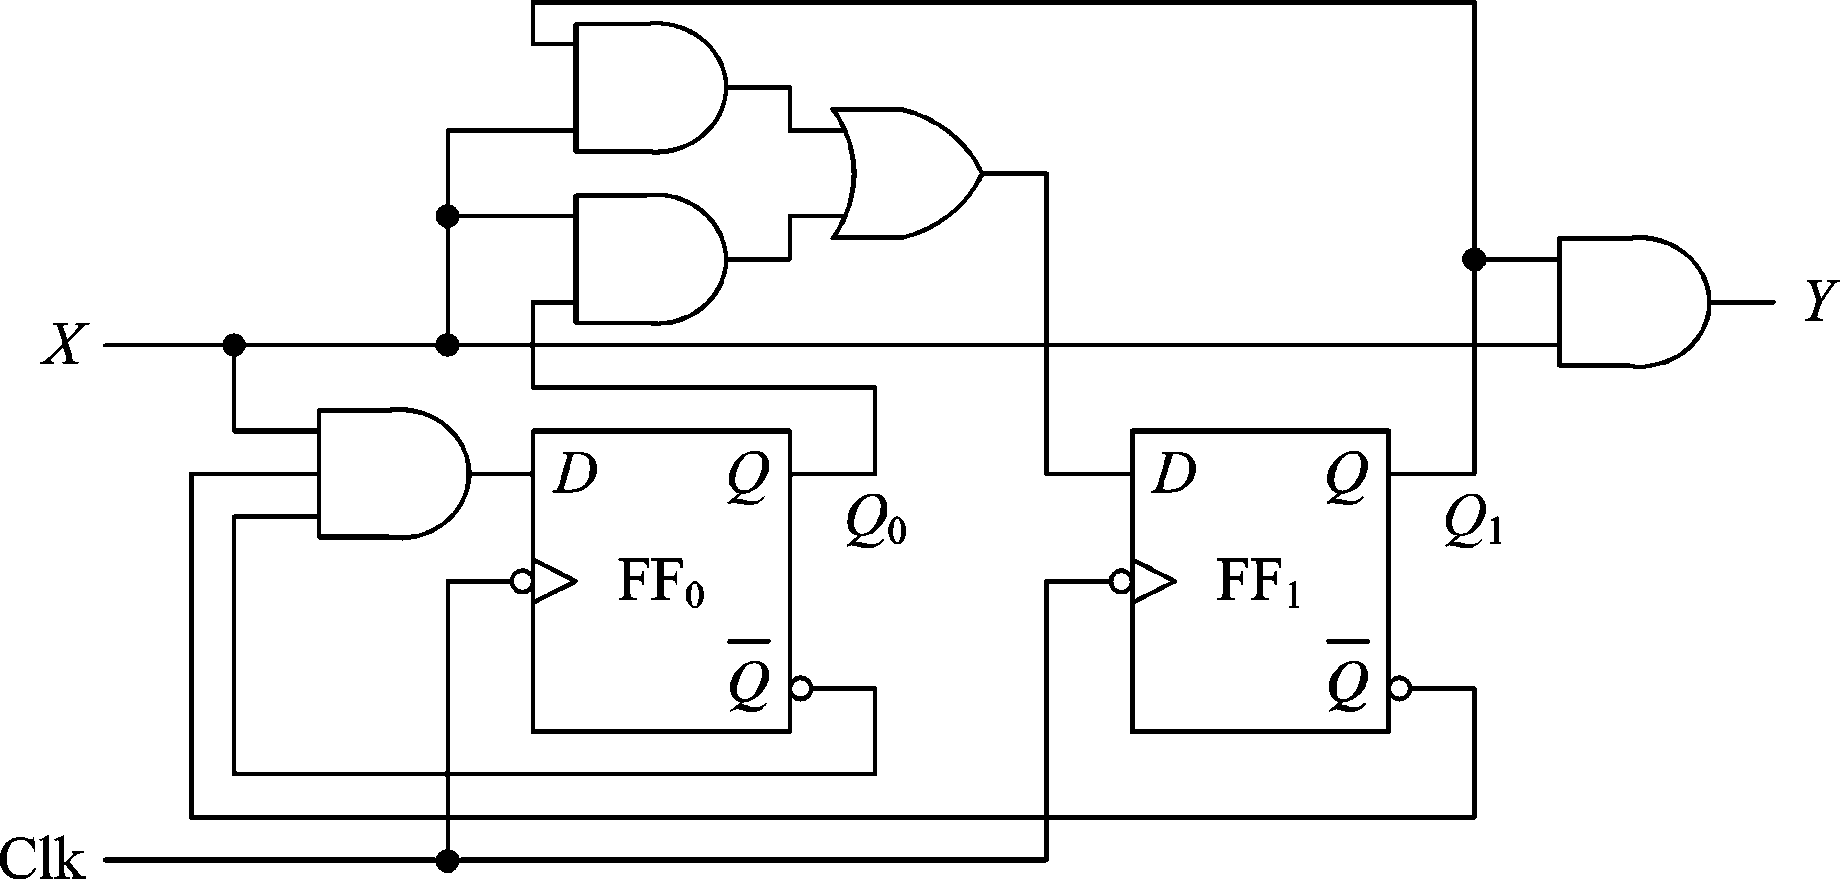 Y
X
D Q D Q
Q₀ Q₁
FF₀ FF₁
Q̅ Q̅
Clk